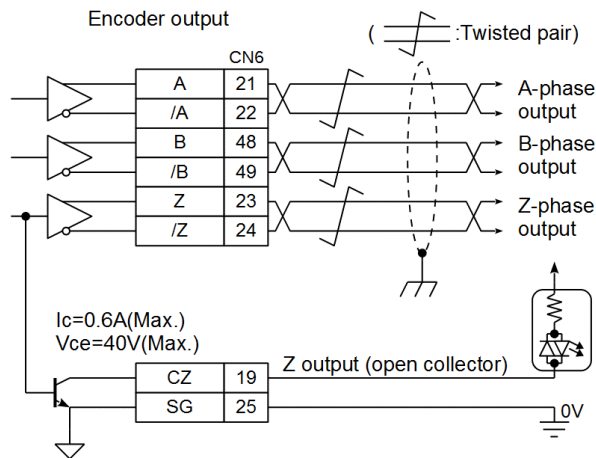 Encoder output
( :Twisted pair)
CN6
A 21
/A 22
B 48
/B 49
Z 23
/Z 24
A-phase
output
B-phase
output
Z-phase
output
Ic=0.6A(Max.)
Vce=40V(Max.)
CZ 19
SG 25
Z output (open collector)
0V